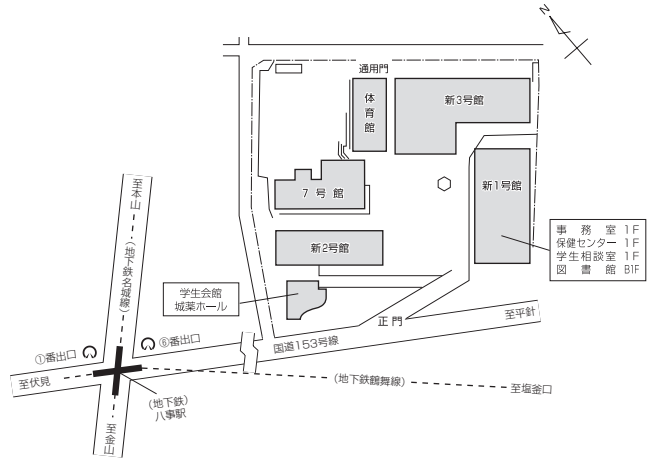 N
通用門
体育館
新3号館
7号館
新1号館
事務室 1F
保健センター 1F
学生相談室 1F
図書館 B1F
新2号館
学生会館
城薬ホール
正門
至本山
(地下鉄名城線)
①番出口
⑥番出口
国道153号線
至平針
至伏見
(地下鉄)
八事駅
(地下鉄鶴舞線)
至塩釜口
至金山